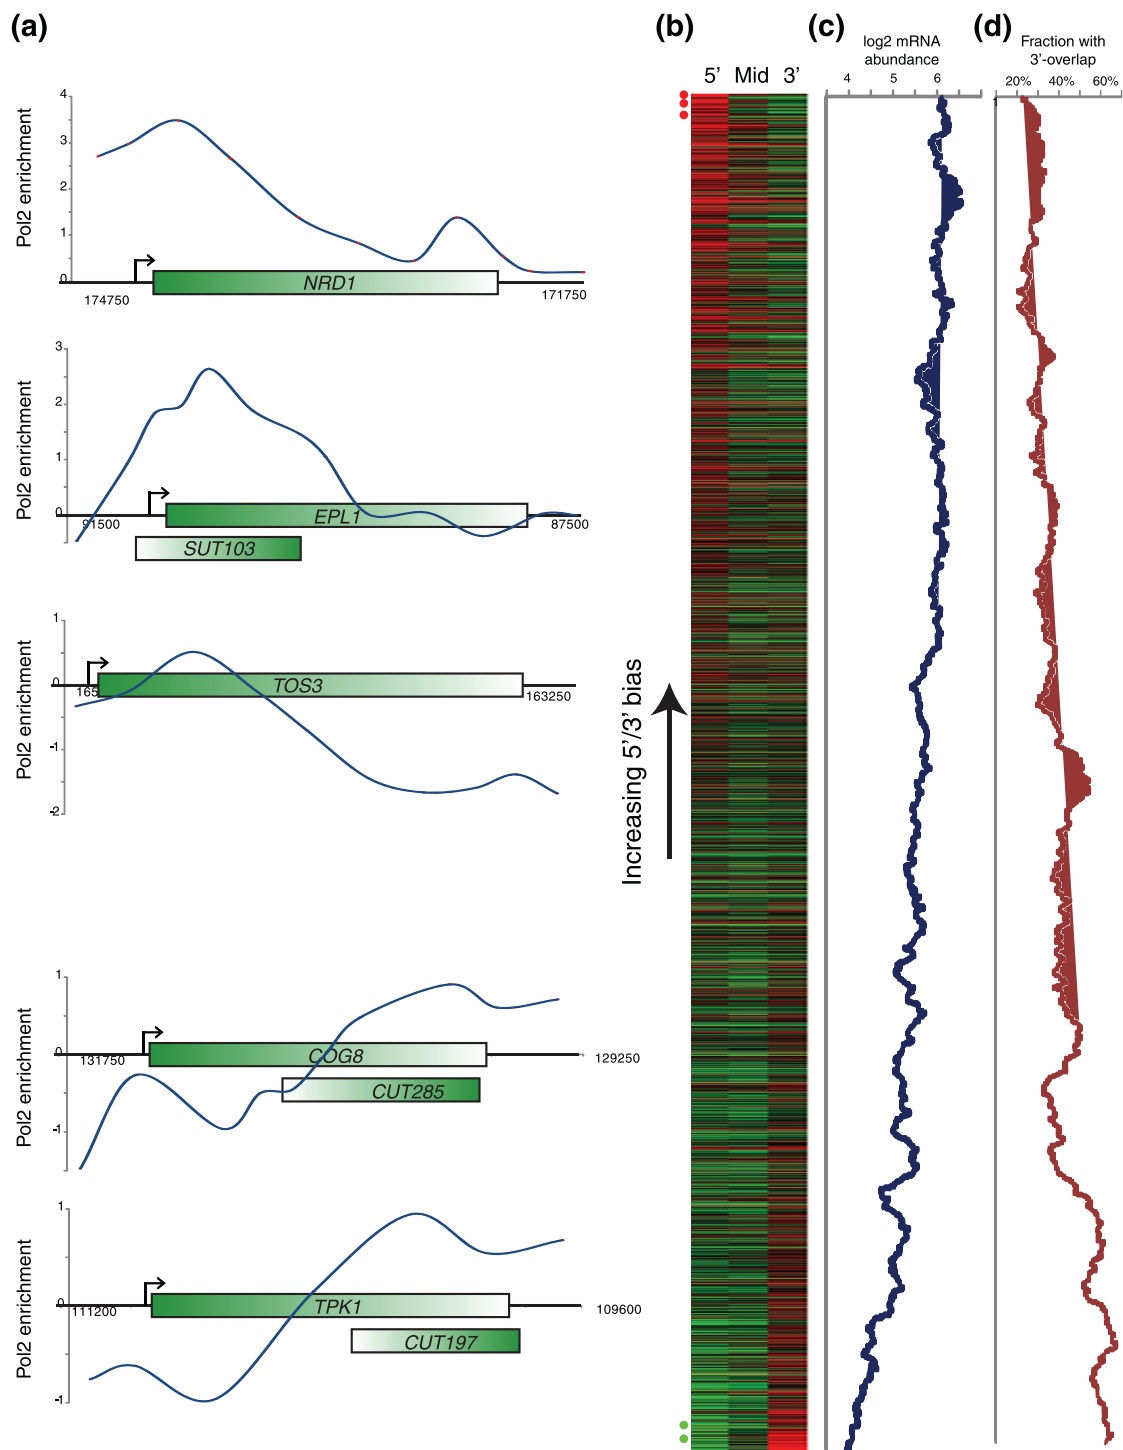 (a)
(b)
(c)
(d)
5’ Mid 3’
log2 mRNA
abundance
4 5 6
Fraction with
3’-overlap
20% 40% 60%
Increasing 5’/3’ bias
Pol2 enrichment
4
3
2
1
0
NRD1
174750
171750
Pol2 enrichment
3
2
1
0
EPL1
91500
87500
SUT103
Pol2 enrichment
1
0
-1
-2
165
TOS3
163250
Pol2 enrichment
1
0
-1
131750
COG8
129250
CUT285
Pol2 enrichment
1
0
-1
111200
TPK1
109600
CUT197